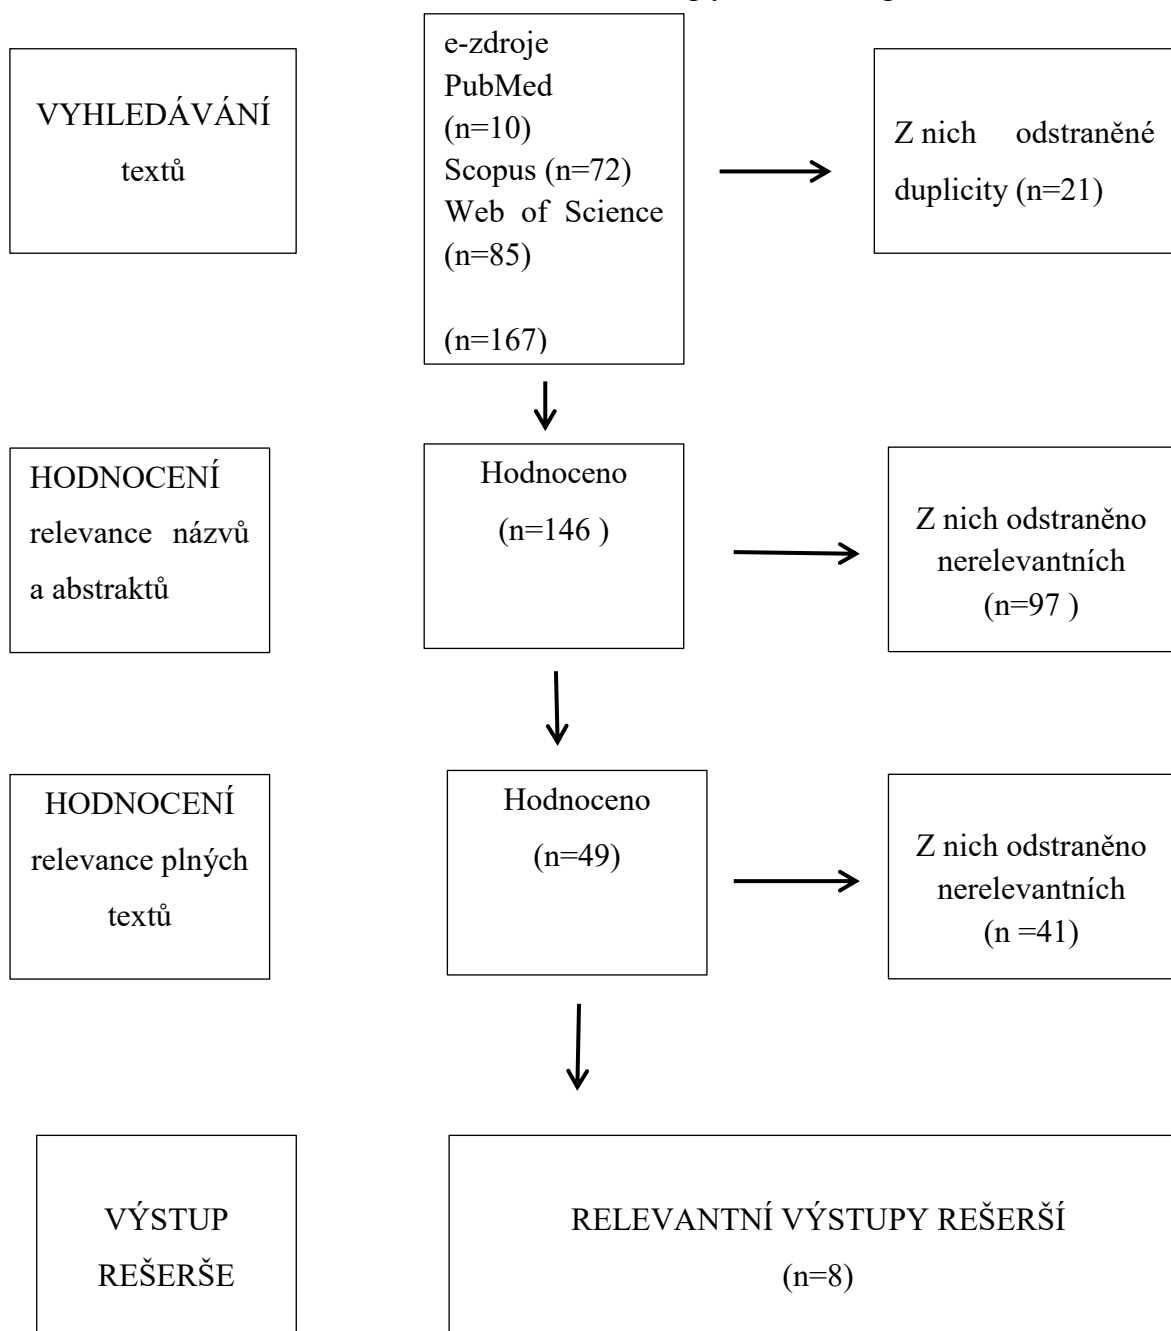 e-zdroje
PubMed
(n=10)
Scopus (n=72)
Web of Science
(n=85)
(n=167)
VYHLEDÁVÁNÍ
textů
Z nich odstraněné
duplicity (n=21)
HODNOCENÍ
relevance názvů
a abstraktů
Hodnoceno
(n=146 )
Z nich odstraněno
nerelevantních
(n=97 )
HODNOCENÍ
relevance plných
textů
Hodnoceno
(n=49)
Z nich odstraněno
nerelevantních
(n =41)
VÝSTUP
REŠERŠE
RELEVANTNÍ VÝSTUPY REŠERŠÍ
(n=8)